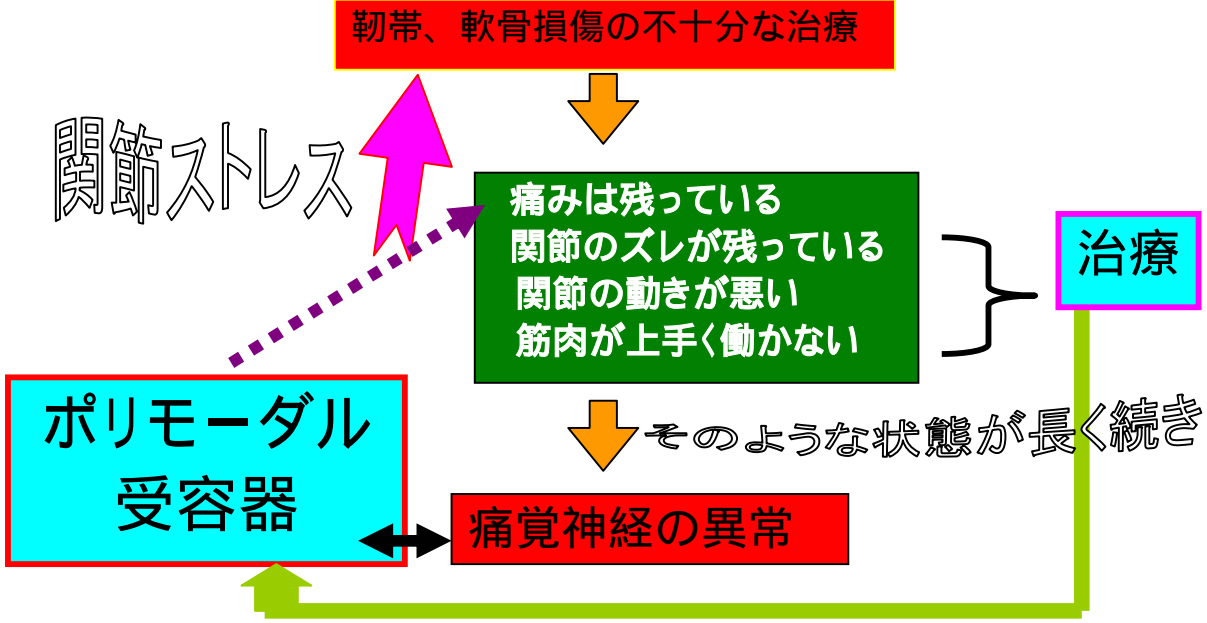 靭帯、軟骨損傷の不十分な治療
関節ストレス
痛みは残っている
関節のズレが残っている
関節の動きが悪い
筋肉が上手く働かない
治療
そのような状態が長く続き
ポリモーダル
受容器
痛覚神経の異常